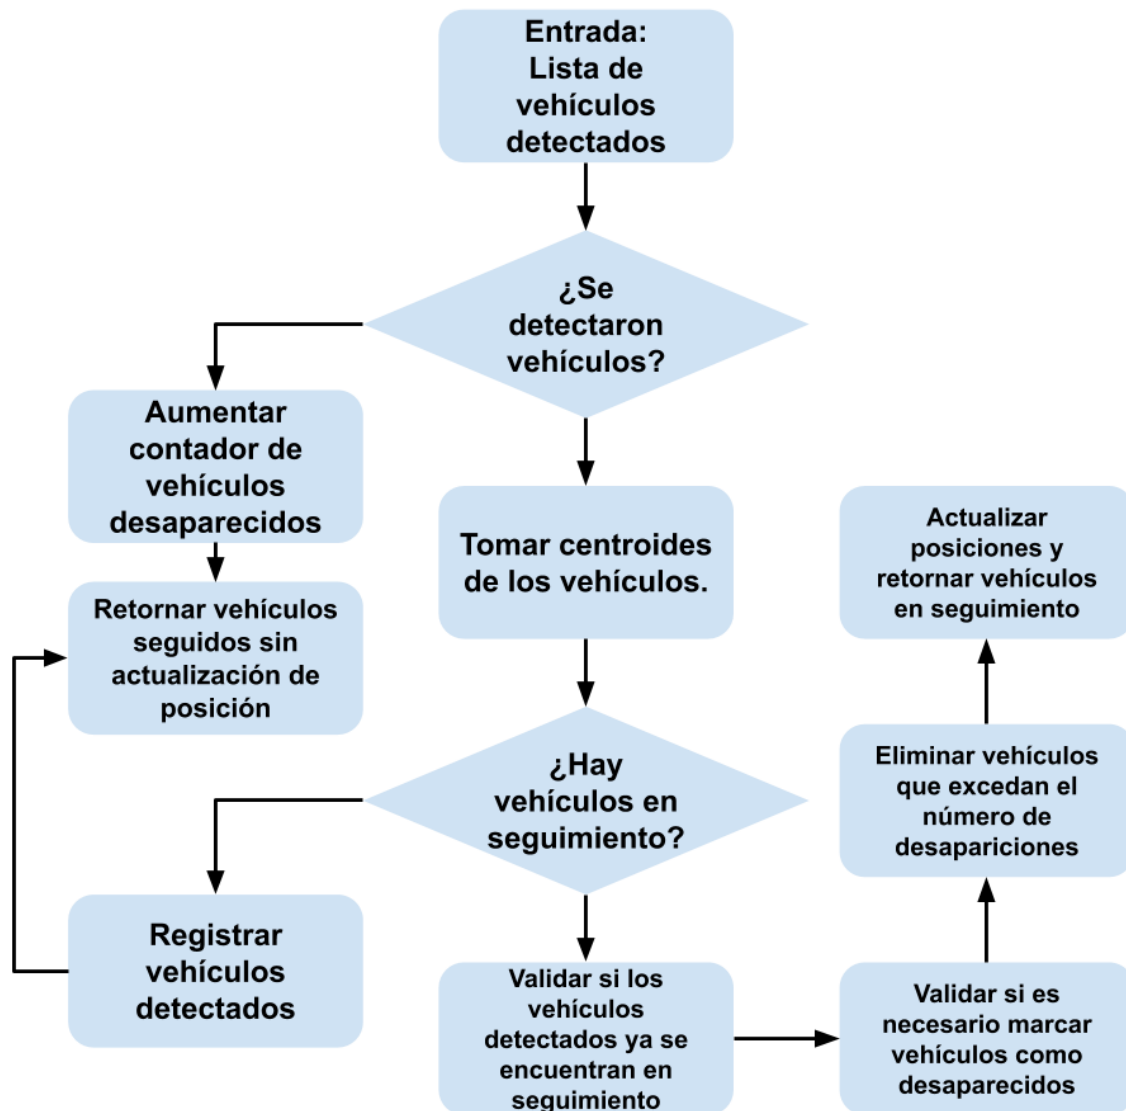 Entrada:
Lista de
vehículos
detectados
¿Se
detectaron
vehículos?
Aumentar
contador de
vehículos
desaparecidos
Retornar vehículos
seguidos sin
actualización de
posición
Tomar centroides
de los vehículos.
¿Hay
vehículos en
seguimiento?
Registrar
vehículos
detectados
Validar si los
vehículos
detectados ya se
encuentran en
seguimiento
Validar si es
necesario marcar
vehículos como
desaparecidos
Eliminar vehículos
que excedan el
número de
desapariciones
Actualizar
posiciones y
retornar vehículos
en seguimiento